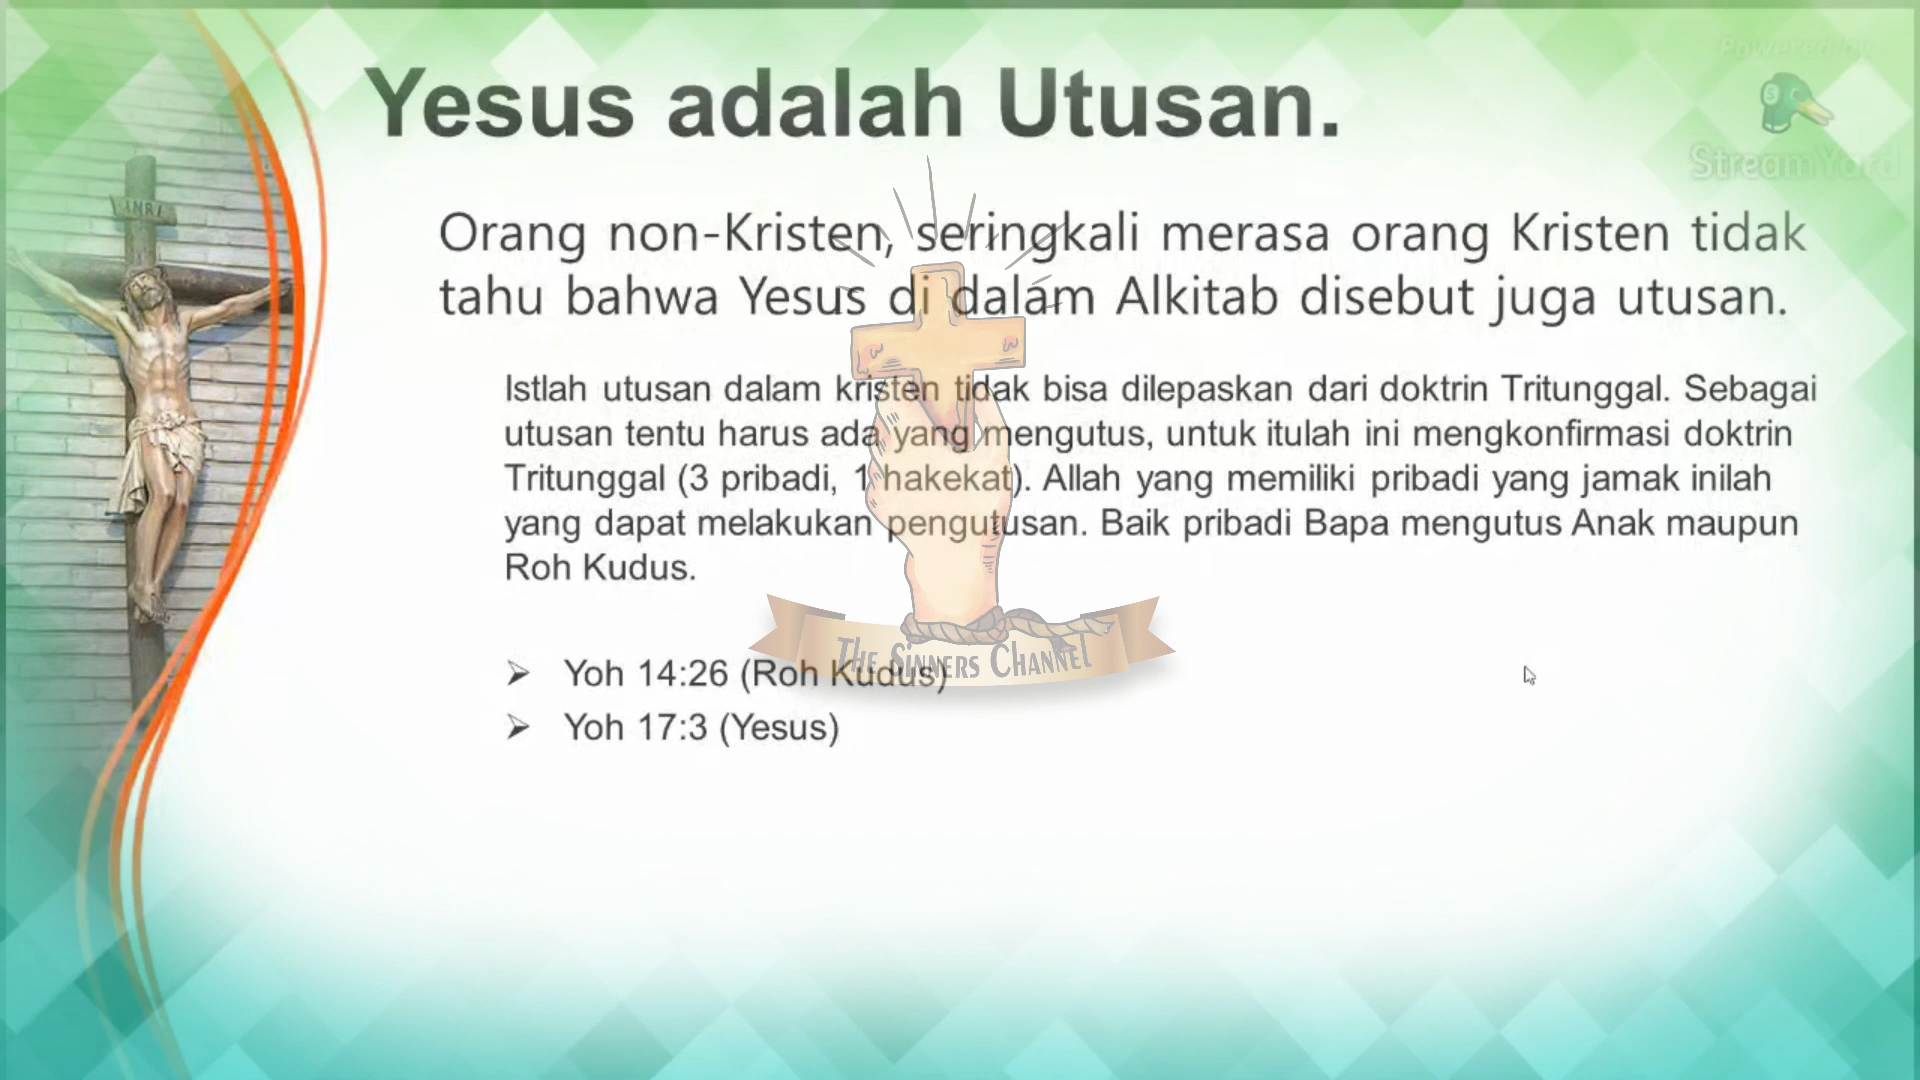 Powered by
StreamYard
INRI
Yesus adalah Utusan.
Orang non-Kristen, seringkali merasa orang Kristen tidak
tahu bahwa Yesus di dalam Alkitab disebut juga utusan.
Istlah utusan dalam kristen tidak bisa dilepaskan dari doktrin Tritunggal. Sebagai
utusan tentu harus ada yang mengutus, untuk itulah ini mengkonfirmasi doktrin
Tritunggal (3 pribadi, 1 hakekat). Allah yang memiliki pribadi yang jamak inilah
yang dapat melakukan pengutusan. Baik pribadi Bapa mengutus Anak maupun
Roh Kudus.
The Sinners Channel
➢ Yoh 14:26 (Roh Kudus)
➢ Yoh 17:3 (Yesus)